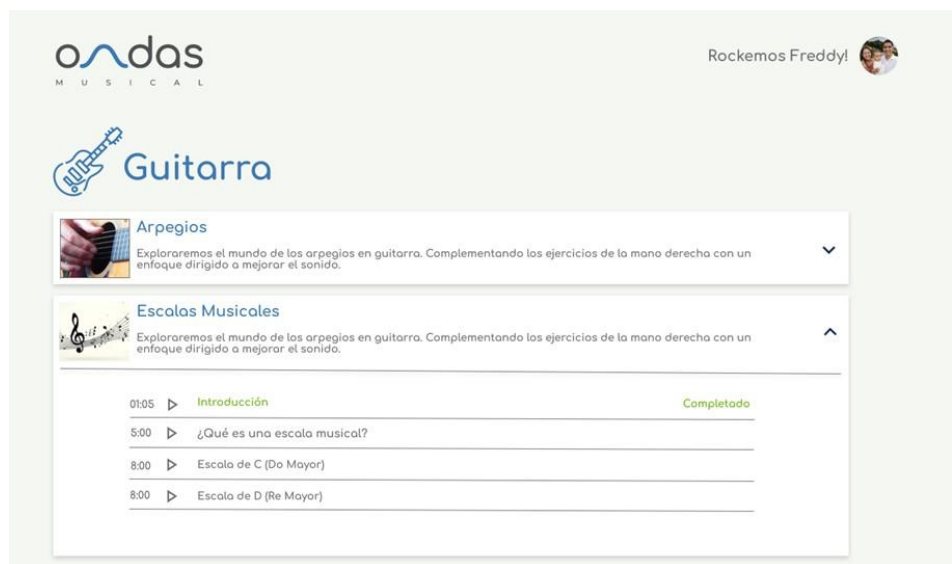 ondas
MUSICAL
Rockemos Freddy!
Guitarra
Arpegios
Exploraremos el mundo de los arpegios en guitarra. Complementando los ejercicios de la mano derecha con un
enfoque dirigido a mejorar el sonido.
Escalas Musicales
Exploraremos el mundo de los arpegios en guitarra. Complementando los ejercicios de la mano derecha con un
enfoque dirigido a mejorar el sonido.
01:05 Introducción Completado
5:00 ¿Qué es una escala musical?
8:00 Escala de C (Do Mayor)
8:00 Escala de D (Re Mayor)